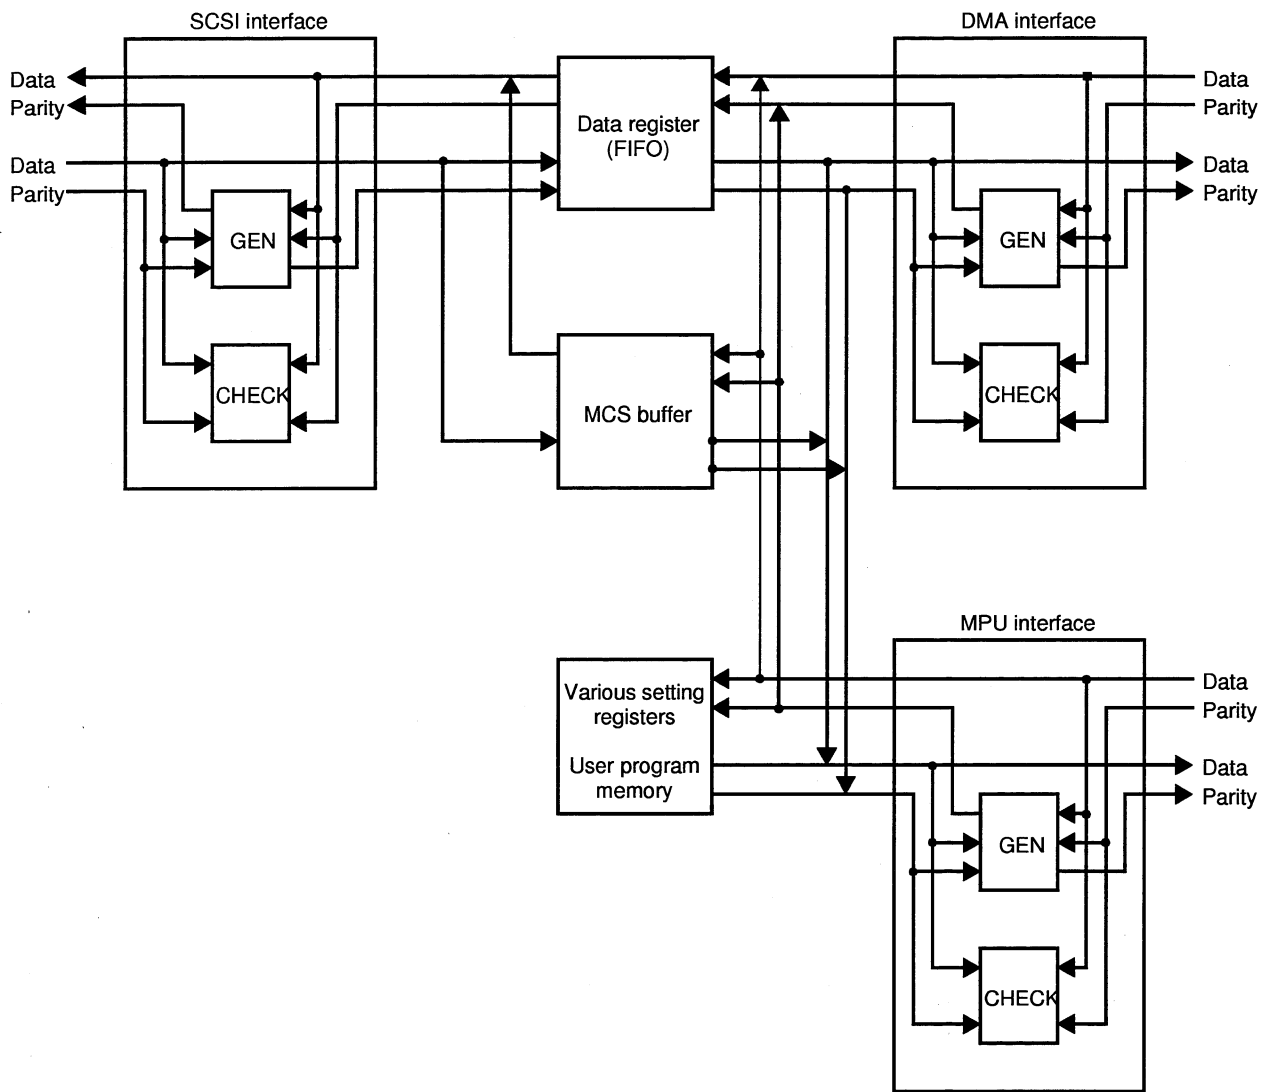 SCSI interface
DMA interface
Data
Parity
Data
Parity
Data register
(FIFO)
Data
Parity
Data
Parity
GEN
CHECK
MCS buffer
GEN
CHECK
MPU interface
Various setting
registers
User program
memory
Data
Parity
Data
Parity
GEN
CHECK